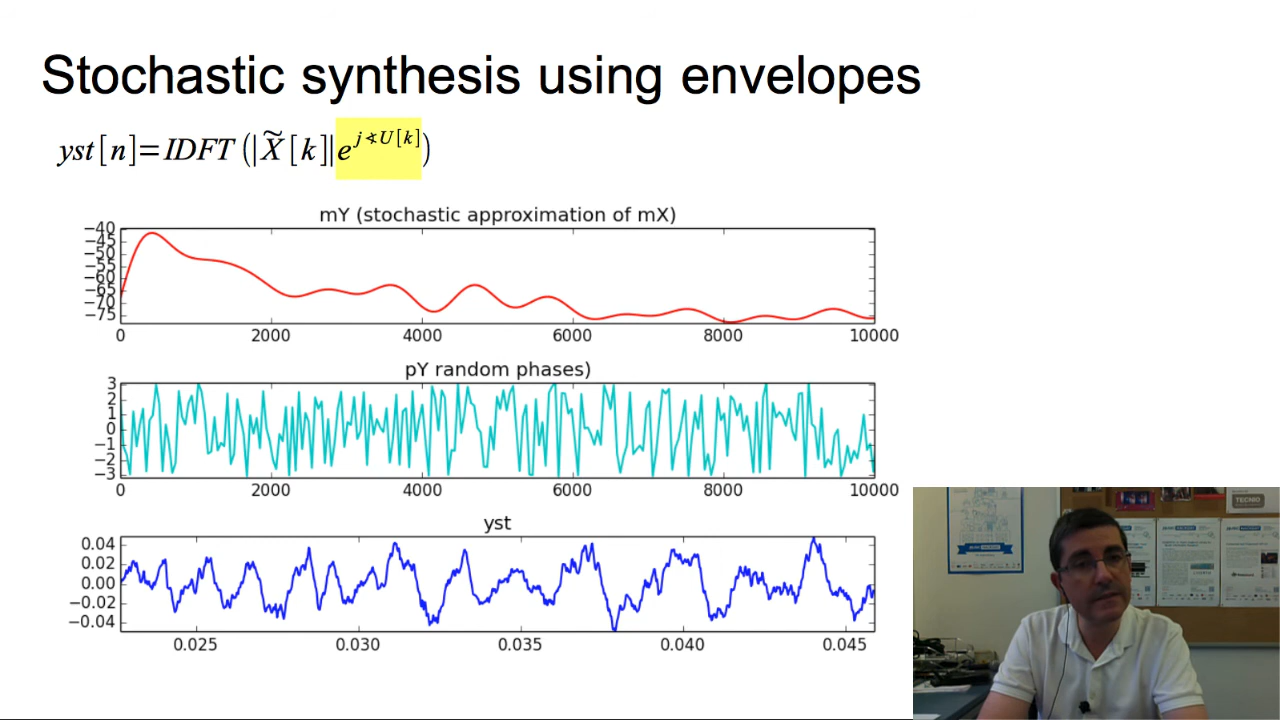 Stochastic synthesis using envelopes
yst[n]=IDFT(|X̃[k]|e^{j∢U[k]})
mY (stochastic approximation of mX)
−40
−45
−50
−55
−60
−65
−70
−75
0 2000 4000 6000 8000 10000
pY random phases)
3
2
1
0
−1
−2
−3
0 2000 4000 6000 8000 10000
yst
0.04
0.02
0.00
−0.02
−0.04
0.025 0.030 0.035 0.040 0.045
TECNIO